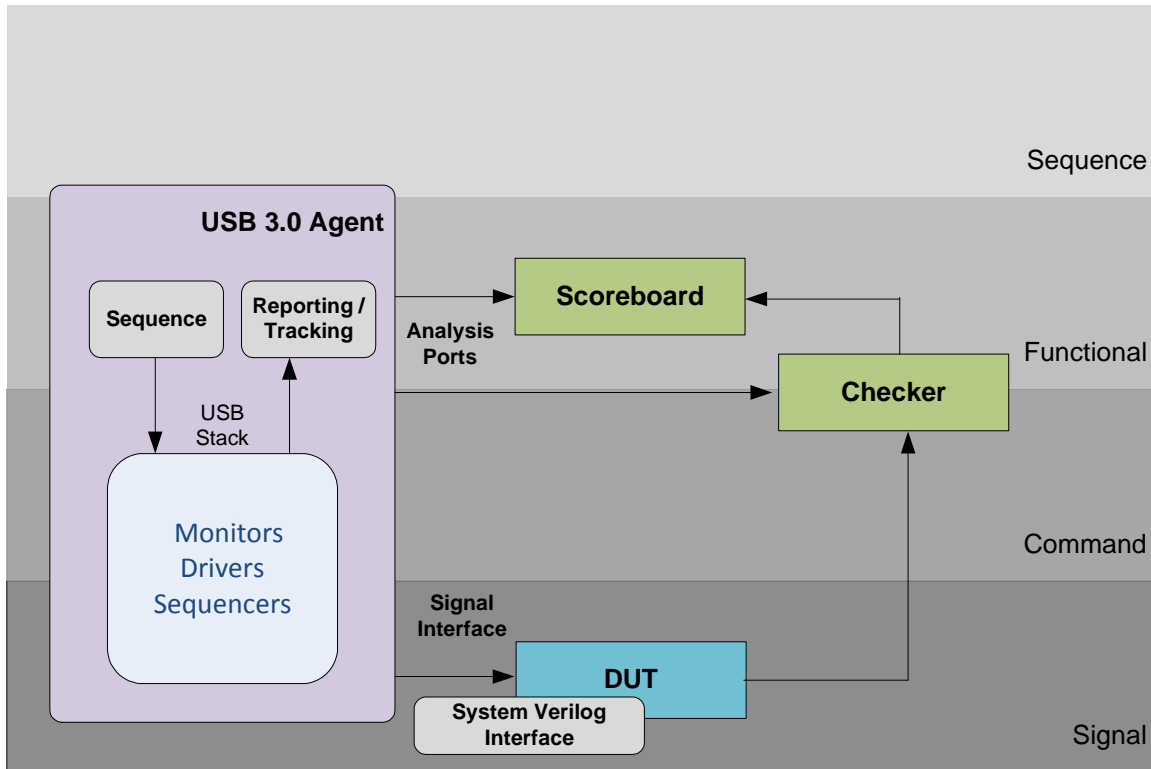 Sequence
USB 3.0 Agent
Sequence
Reporting /
Tracking
Scoreboard
Analysis
Ports
Functional
Checker
USB
Stack
Monitors
Drivers
Sequencers
Command
Signal
Interface
DUT
System Verilog
Interface
Signal